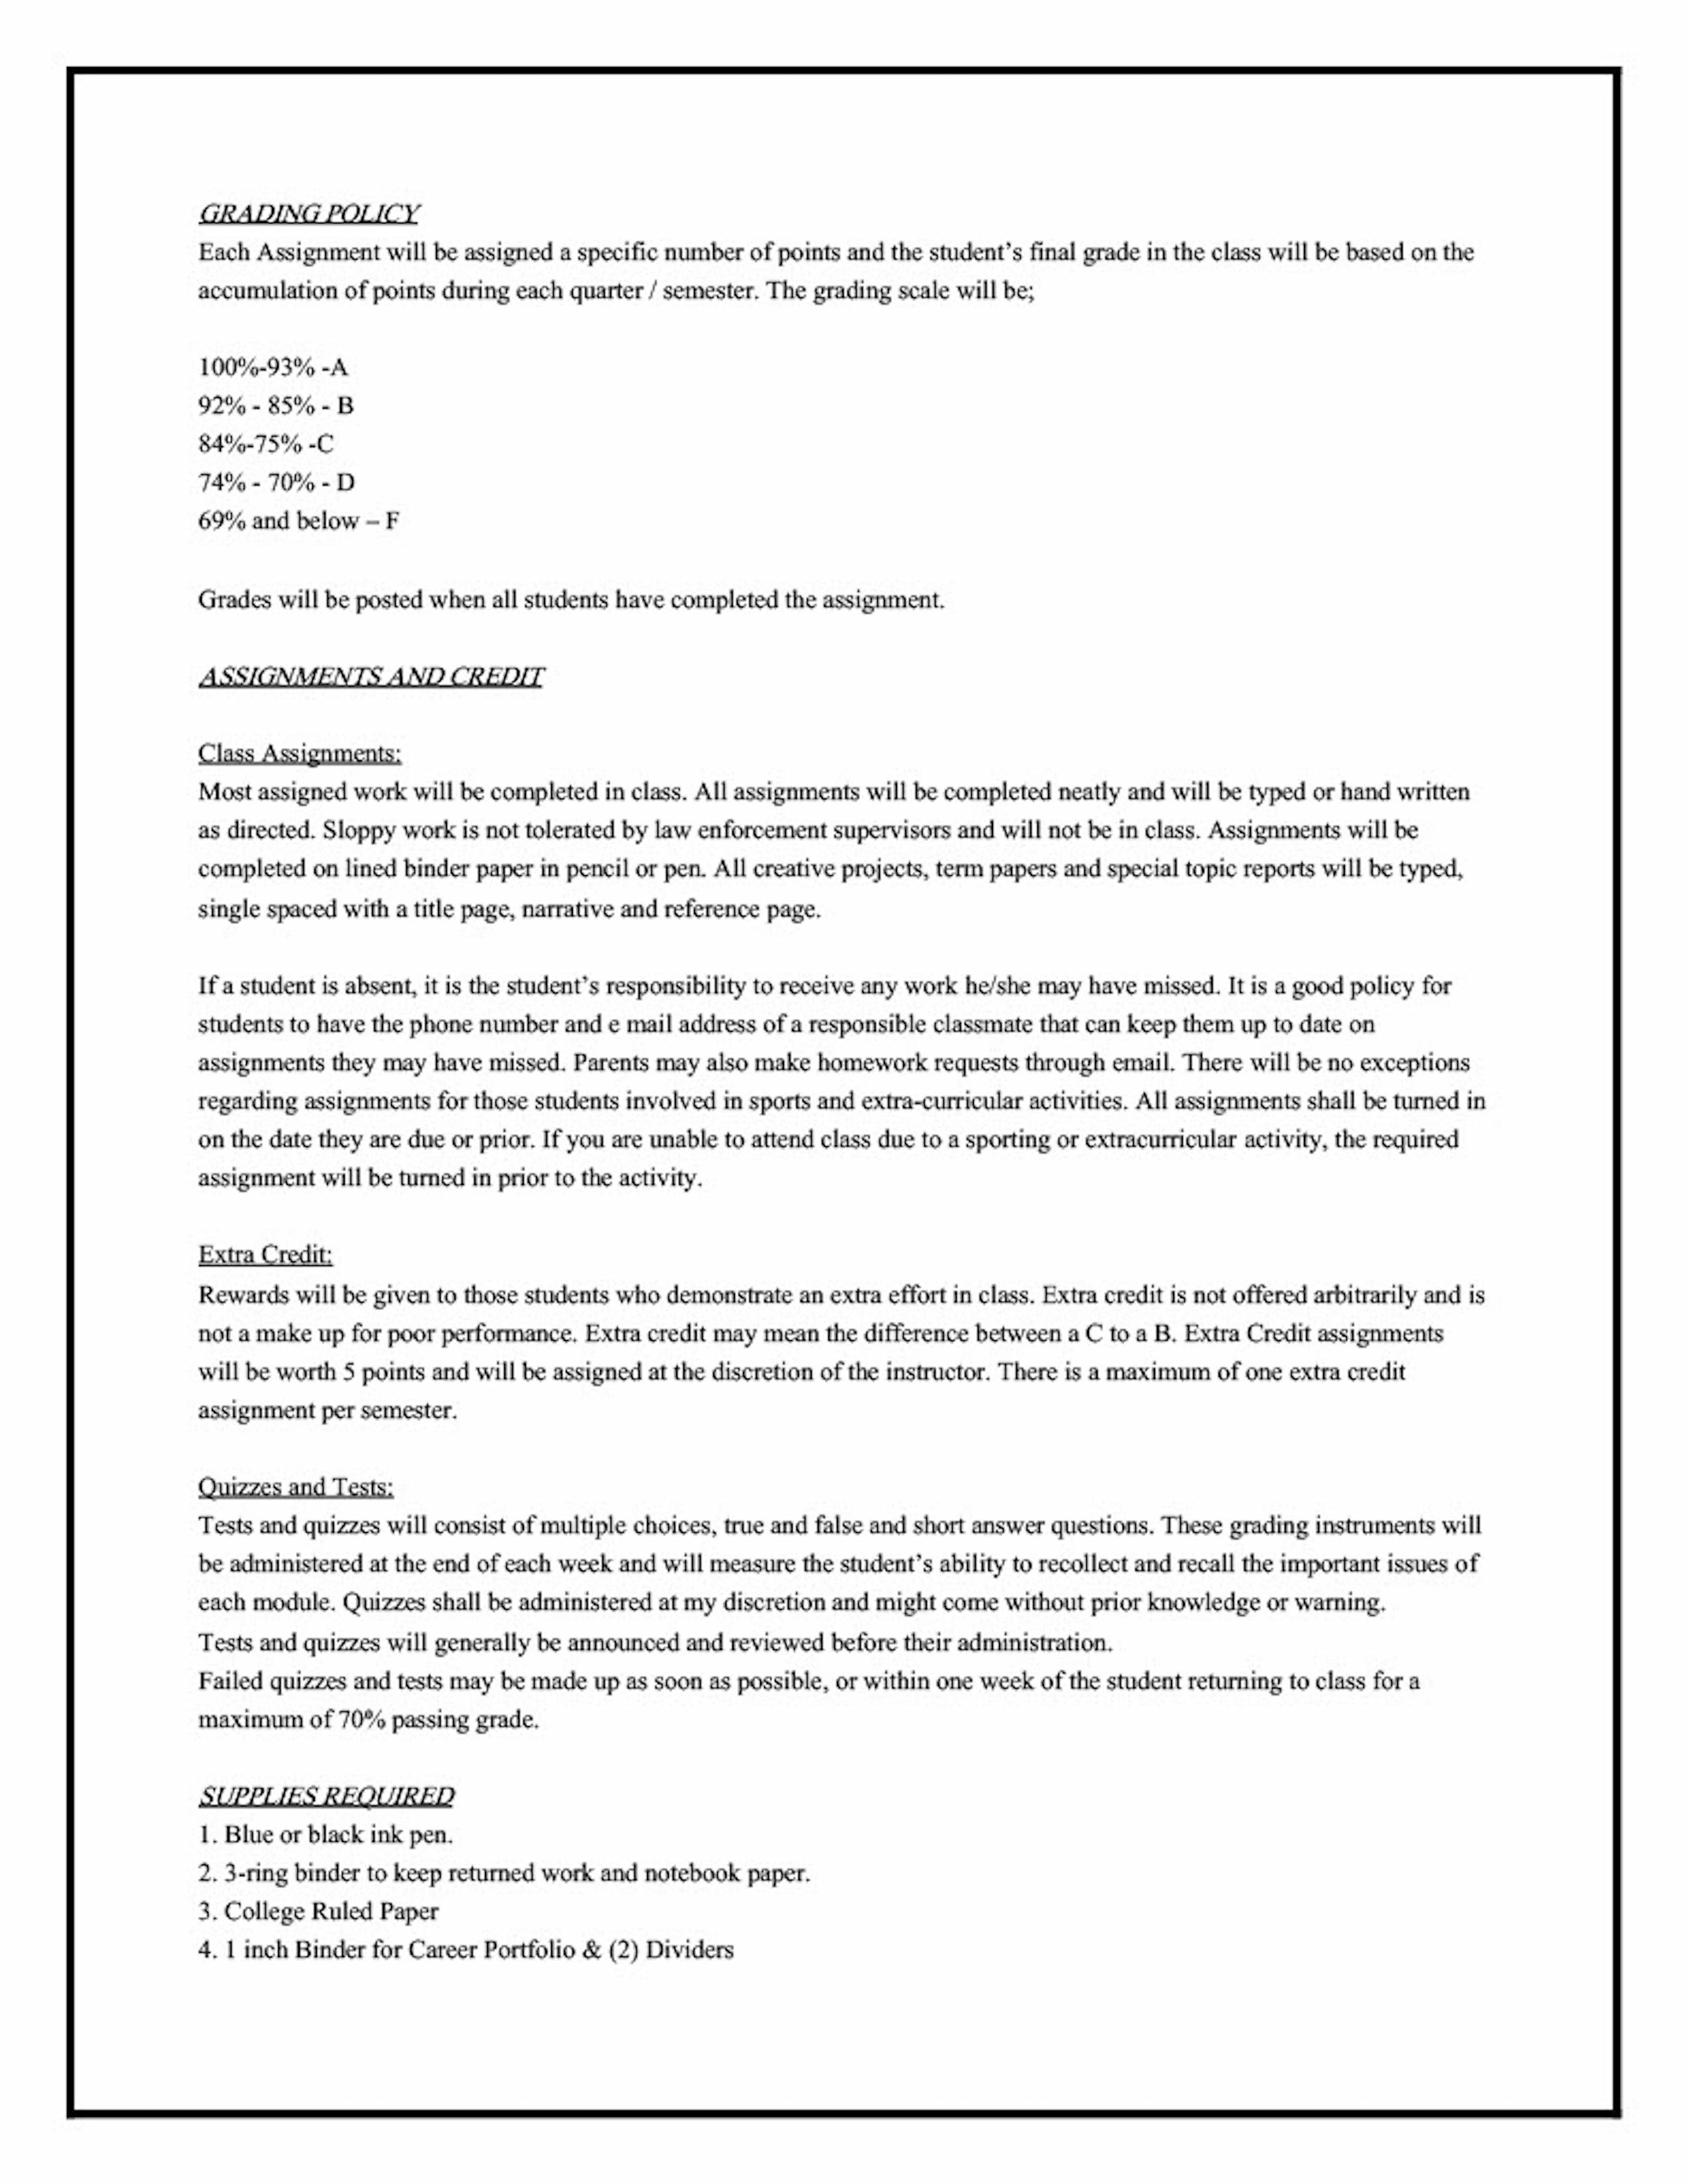 GRADING POLICY
Each Assignment will be assigned a specific number of points and the student’s final grade in the class will be based on the
accumulation of points during each quarter / semester. The grading scale will be;
100%-93% -A
92% - 85% - B
84%-75% -C
74% - 70% - D
69% and below – F
Grades will be posted when all students have completed the assignment.
ASSIGNMENTS AND CREDIT
Class Assignments:
Most assigned work will be completed in class. All assignments will be completed neatly and will be typed or hand written
as directed. Sloppy work is not tolerated by law enforcement supervisors and will not be in class. Assignments will be
completed on lined binder paper in pencil or pen. All creative projects, term papers and special topic reports will be typed,
single spaced with a title page, narrative and reference page.
If a student is absent, it is the student’s responsibility to receive any work he/she may have missed. It is a good policy for
students to have the phone number and e mail address of a responsible classmate that can keep them up to date on
assignments they may have missed. Parents may also make homework requests through email. There will be no exceptions
regarding assignments for those students involved in sports and extra-curricular activities. All assignments shall be turned in
on the date they are due or prior. If you are unable to attend class due to a sporting or extracurricular activity, the required
assignment will be turned in prior to the activity.
Extra Credit:
Rewards will be given to those students who demonstrate an extra effort in class. Extra credit is not offered arbitrarily and is
not a make up for poor performance. Extra credit may mean the difference between a C to a B. Extra Credit assignments
will be worth 5 points and will be assigned at the discretion of the instructor. There is a maximum of one extra credit
assignment per semester.
Quizzes and Tests:
Tests and quizzes will consist of multiple choices, true and false and short answer questions. These grading instruments will
be administered at the end of each week and will measure the student’s ability to recollect and recall the important issues of
each module. Quizzes shall be administered at my discretion and might come without prior knowledge or warning.
Tests and quizzes will generally be announced and reviewed before their administration.
Failed quizzes and tests may be made up as soon as possible, or within one week of the student returning to class for a
maximum of 70% passing grade.
SUPPLIES REQUIRED
1. Blue or black ink pen.
2. 3-ring binder to keep returned work and notebook paper.
3. College Ruled Paper
4. 1 inch Binder for Career Portfolio & (2) Dividers